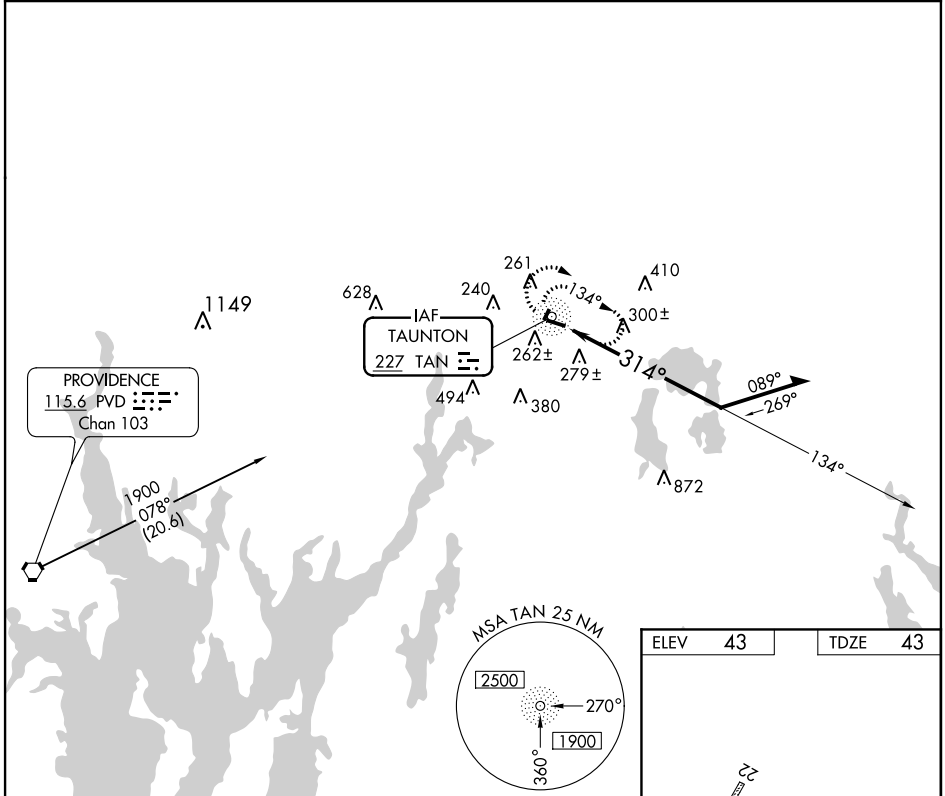 261
410
134°
628
240
1149
300±
IAF
TAUNTON
227 TAN
262±
279±
314°
PROVIDENCE
115.6 PVD
Chan 103
089°
269°
494
380
134°
872
1900
078°
(20.6)
MSA TAN 25 NM
2500
270°
1900
360°
ELEV 43
TDZE 43
22